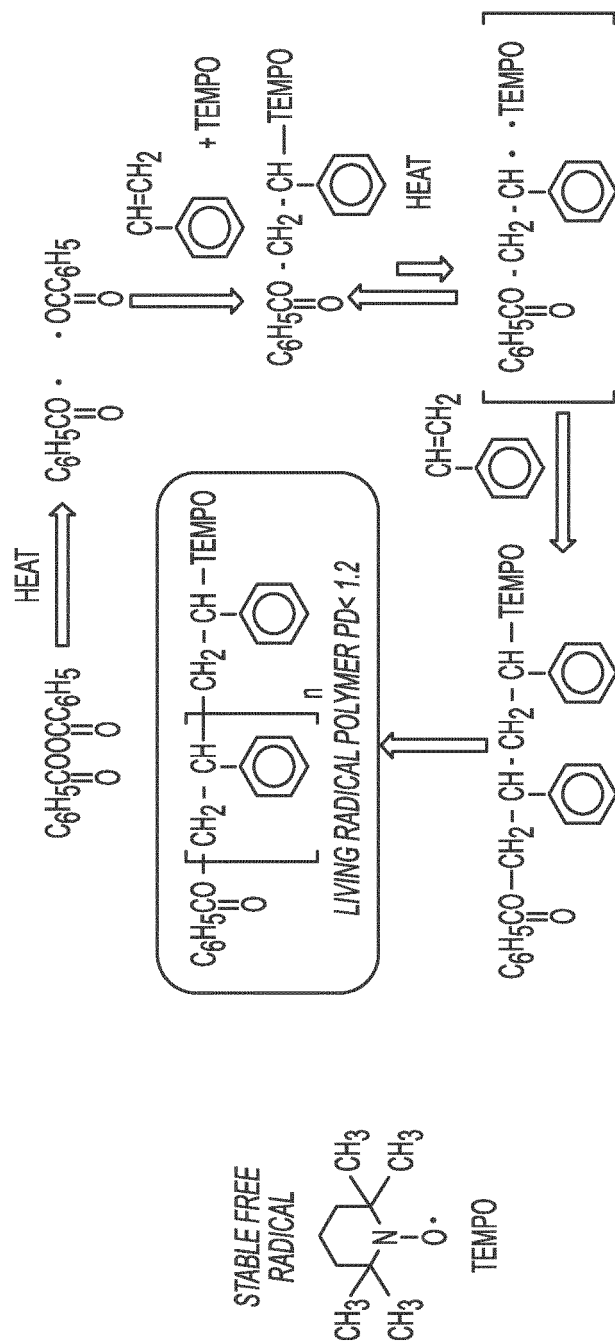 STABLE FREE
RADICAL
CH3 CH3
N
CH3 CH3
O·
TEMPO
C6H5COOCC6H5
O O
HEAT
C6H5CO · · OCC6H5
O O
CH=CH2
+ TEMPO
C6H5CO - CH2 - CH — TEMPO
O
HEAT
C6H5CO - CH2 - CH · · TEMPO
O
CH=CH2
C6H5CO — CH2 – CH - CH2 – CH — TEMPO
O
C6H5CO — CH2 – CH — CH2 – CH — TEMPO
O
n
LIVING RADICAL POLYMER PD< 1.2